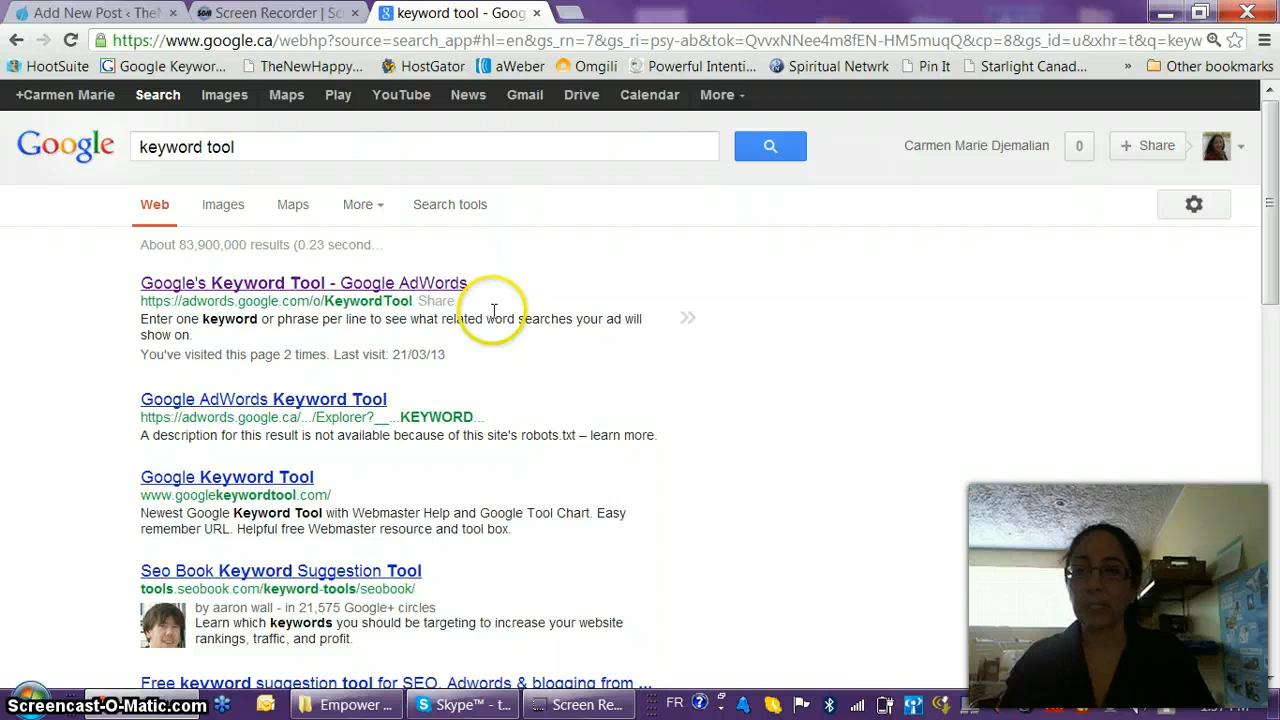 Add New Post ‹ TheN
Screen Recorder | Sc
keyword tool - Goog
https://www.google.ca/webhp?source=search_app#hl=en&gs_rn=7&gs_ri=psy-ab&tok=QvvxNNee4m8fEN-HM5muqQ&cp=8&gs_id=u&xhr=t&q=keyw
HootSuite
Google Keywor...
TheNewHappy...
HostGator
aWeber
Omgili
Powerful Intenti...
Spiritual Netwrk
Pin It
Starlight Canad...
»
Other bookmarks
+Carmen Marie
Search
Images
Maps
Play
YouTube
News
Gmail
Drive
Calendar
More
Google
keyword tool
Carmen Marie Djemalian
0
+ Share
Web
Images
Maps
More
Search tools
About 83,900,000 results (0.23 second...
Google's Keyword Tool - Google AdWords
https://adwords.google.com/o/KeywordTool Share
Enter one keyword or phrase per line to see what related word searches your ad will
show on.
You've visited this page 2 times. Last visit: 21/03/13
Google AdWords Keyword Tool
https://adwords.google.ca/.../Explorer?__...KEYWORD...
A description for this result is not available because of this site's robots.txt – learn more.
Google Keyword Tool
www.googlekeywordtool.com/
Newest Google Keyword Tool with Webmaster Help and Google Tool Chart. Easy
remember URL. Helpful free Webmaster resource and tool box.
Seo Book Keyword Suggestion Tool
tools.seobook.com/keyword-tools/seobook/
by aaron wall - in 21,575 Google+ circles
Learn which keywords you should be targeting to increase your website
rankings, traffic, and profit.
Free keyword suggestion tool for SEO, Adwords & blogging from ...
Screencast-O-Matic.com
Empower ...
Skype™ - t...
Screen Re...
FR